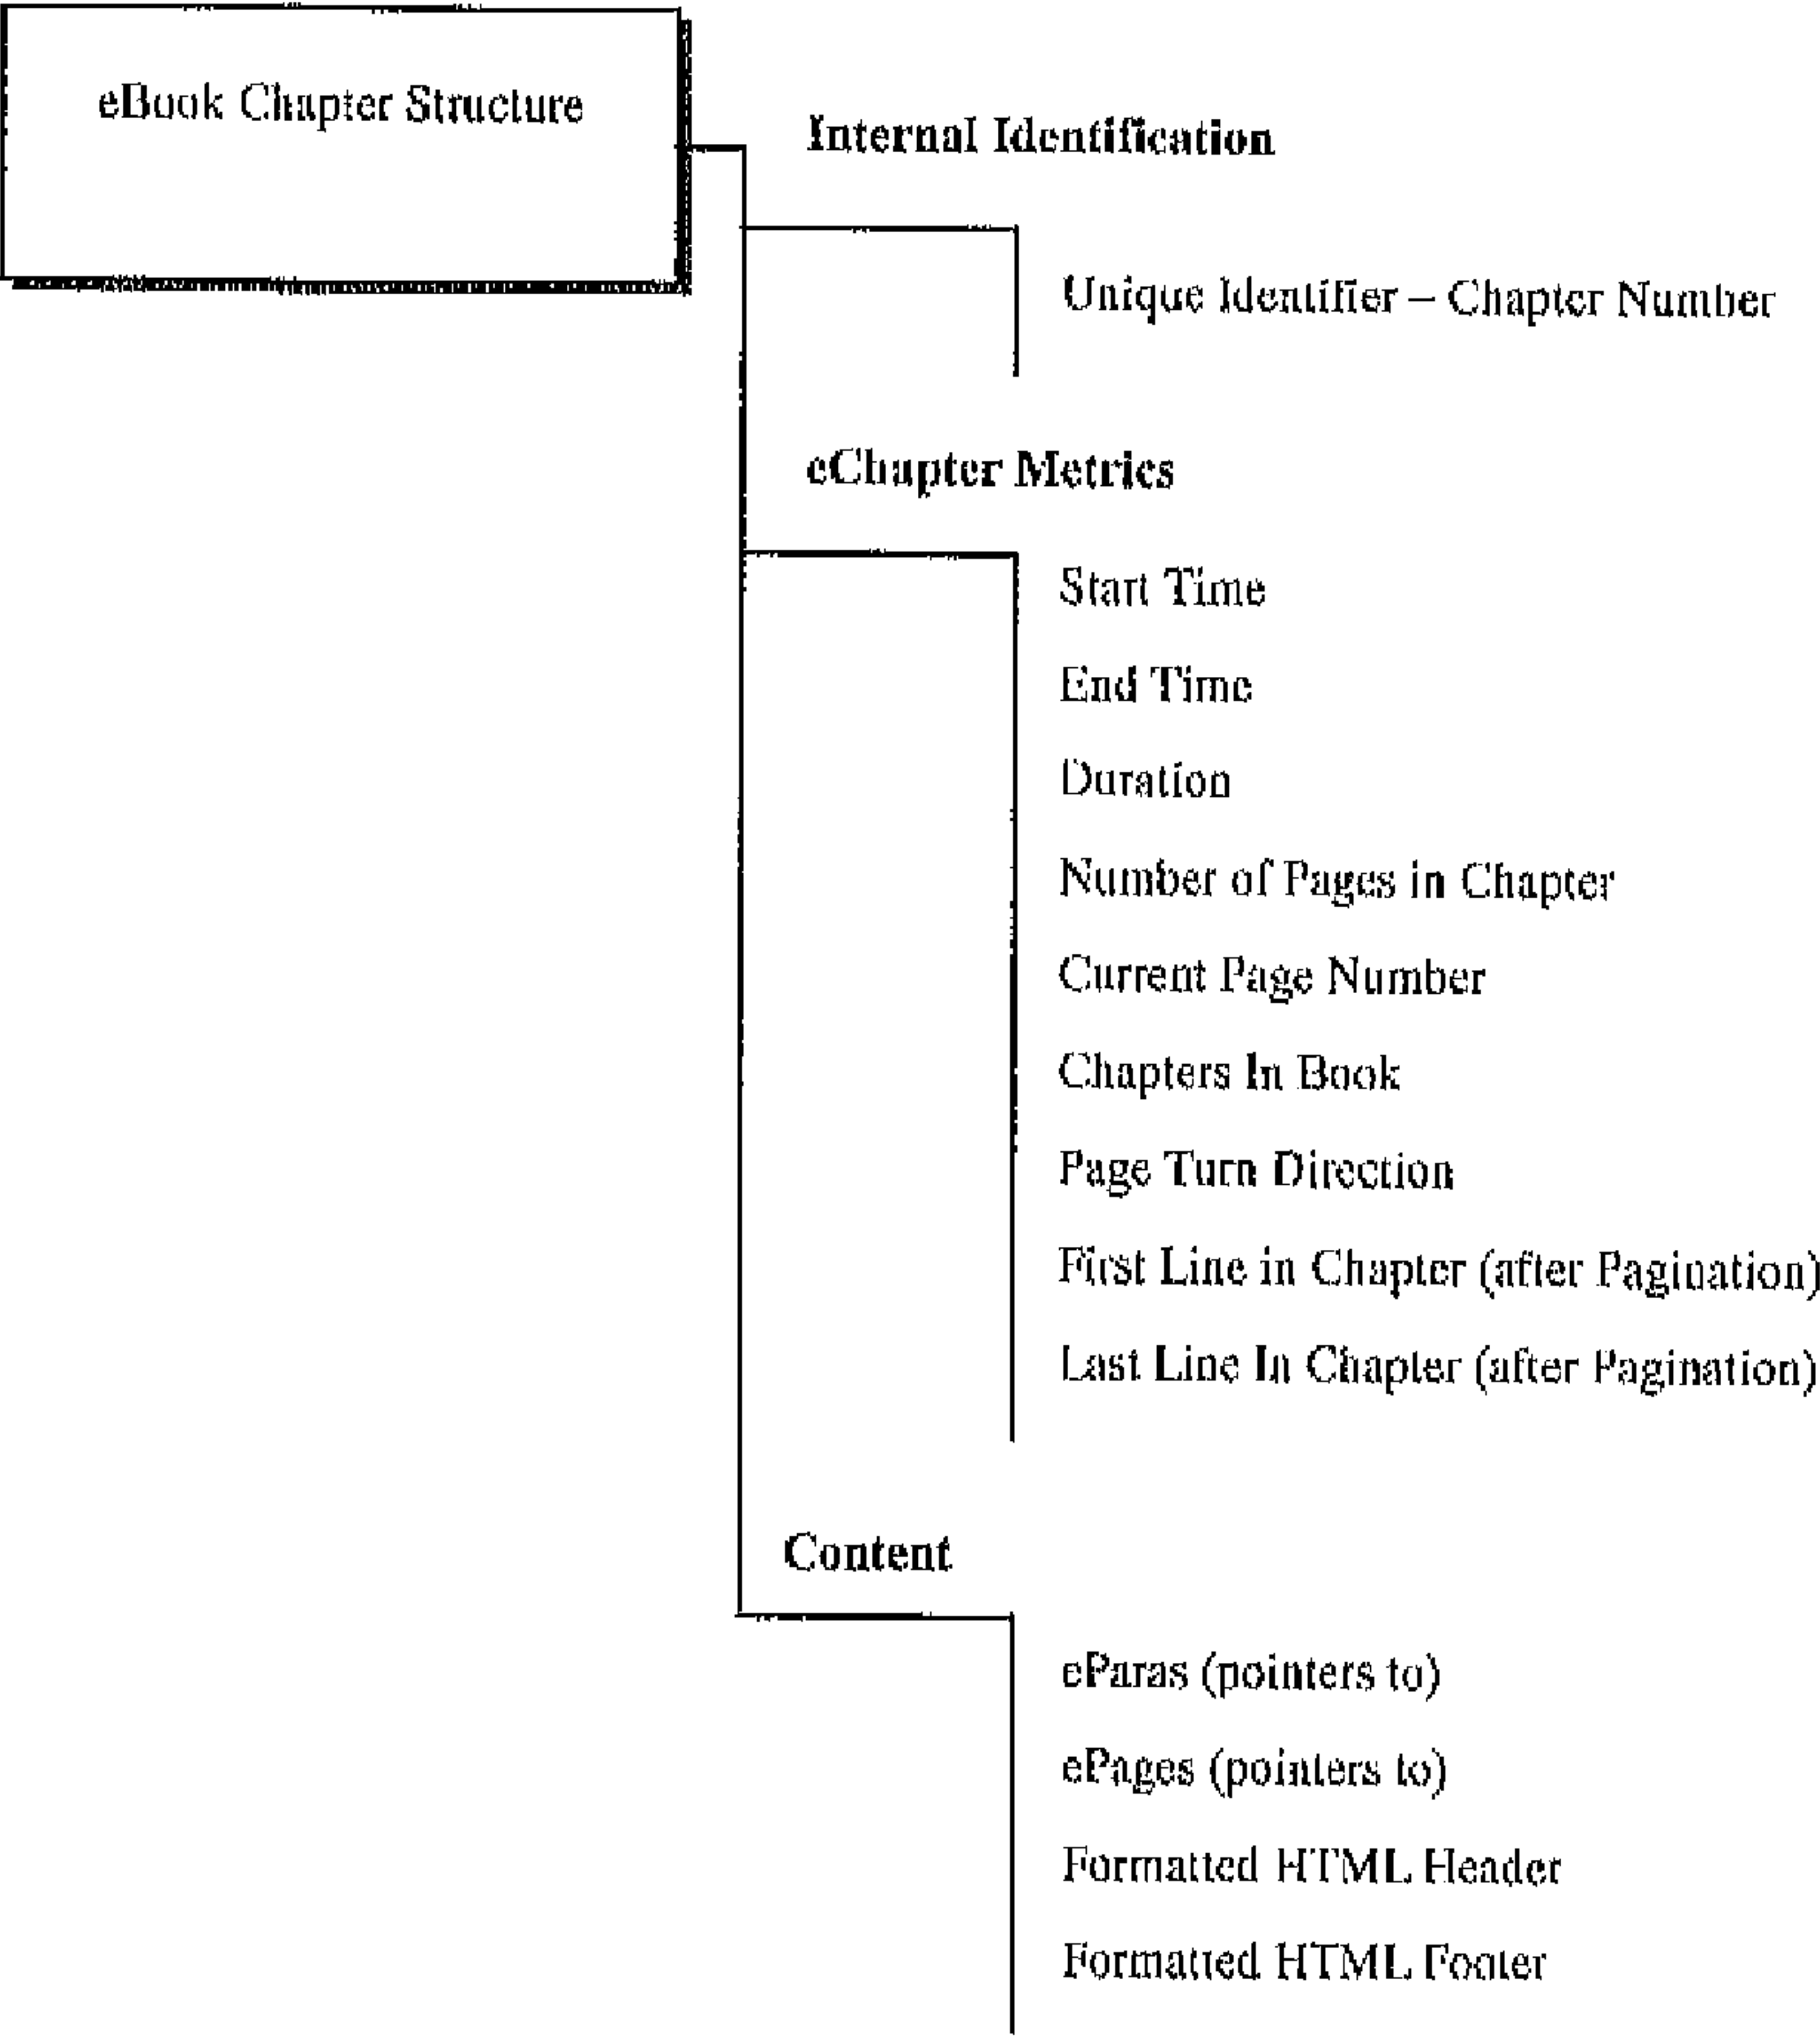 eBook Chapter Structure
Internal Identification
Unique Identifier – Chapter Number
eChapter Metrics
Start Time
End Time
Duration
Number of Pages in Chapter
Current Page Number
Chapters In Book
Page Turn Direction
First Line in Chapter (after Pagination)
Last Line In Chapter (after Pagination)
Content
eParas (pointers to)
ePages (pointers to)
Formatted HTML Header
Formatted HTML Footer